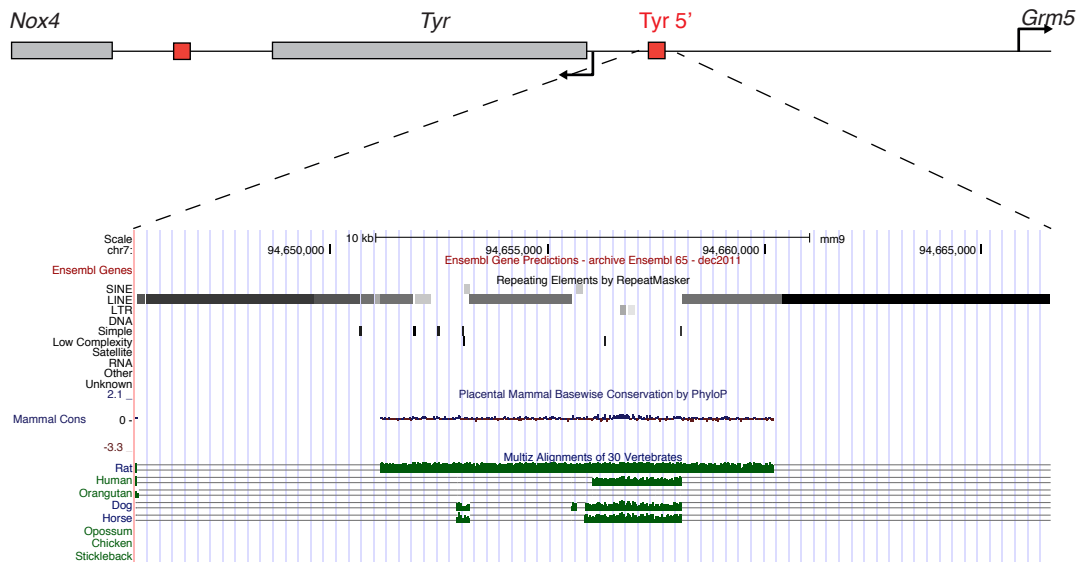 Nox4 Tyr Tyr 5’ Grm5
Scale 10 kb mm9
chr7: 94,650,000 94,655,000 94,660,000 94,665,000
Ensembl Gene Predictions - archive Ensembl 65 - dec2011
Ensembl Genes
Repeating Elements by RepeatMasker
SINE
LINE
LTR
DNA
Simple
Low Complexity
Satellite
RNA
Other
Unknown
Placental Mammal Basewise Conservation by PhyloP
2.1 _
Mammal Cons 0 -
-3.3 _
Multiz Alignments of 30 Vertebrates
Rat
Human
Orangutan
Dog
Horse
Opossum
Chicken
Stickleback